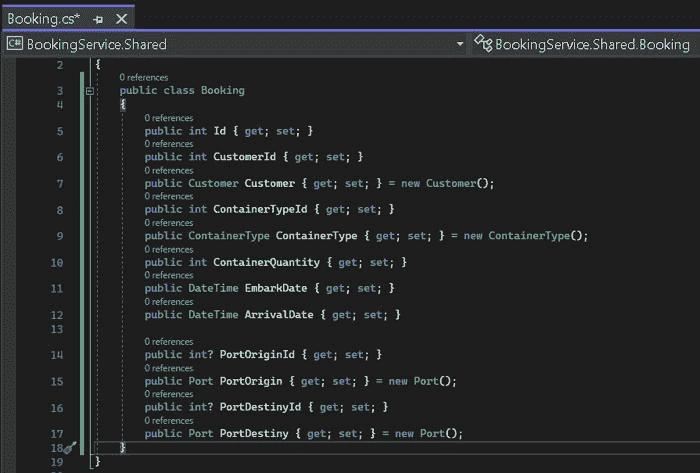 Booking.cs*
BookingService.Shared BookingService.Shared.Booking
2 {
0 references
3 public class Booking
4 {
0 references
5 public int Id { get; set; }
0 references
6 public int CustomerId { get; set; }
0 references
7 public Customer Customer { get; set; } = new Customer();
0 references
8 public int ContainerTypeId { get; set; }
0 references
9 public ContainerType ContainerType { get; set; } = new ContainerType();
0 references
10 public int ContainerQuantity { get; set; }
0 references
11 public DateTime EmbarkDate { get; set; }
0 references
12 public DateTime ArrivalDate { get; set; }
13
0 references
14 public int? PortOriginId { get; set; }
0 references
15 public Port PortOrigin { get; set; } = new Port();
0 references
16 public int? PortDestinyId { get; set; }
0 references
17 public Port PortDestiny { get; set; } = new Port();
18 }
19 }